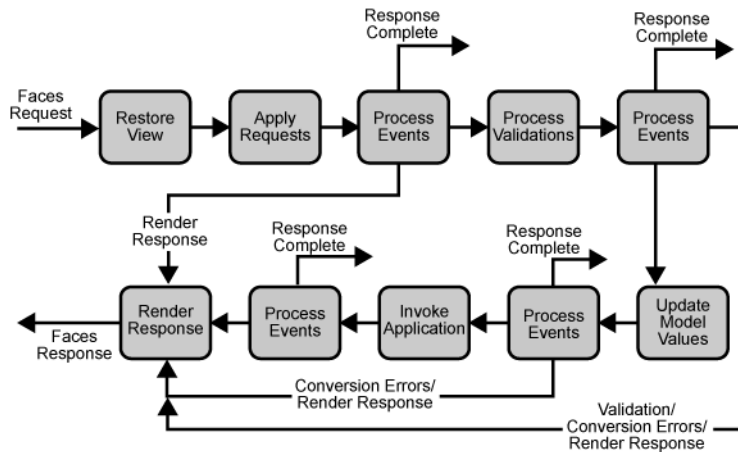 Response
Complete
Response
Complete
Faces
Request
Restore
View
Apply
Requests
Process
Events
Process
Validations
Process
Events
Render
Response
Response
Complete
Response
Complete
Render
Response
Process
Events
Invoke
Application
Process
Events
Update
Model
Values
Faces
Response
Conversion Errors/
Render Response
Validation/
Conversion Errors/
Render Response